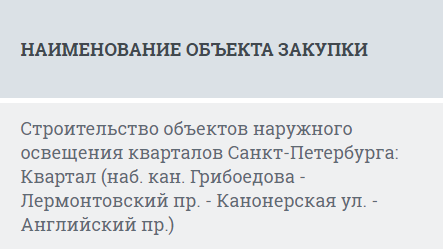 НАИМЕНОВАНИЕ ОБЪЕКТА ЗАКУПКИ
Строительство объектов наружного
освещения кварталов Санкт-Петербурга:
Квартал (наб. кан. Грибоедова -
Лермонтовский пр. - Канонерская ул. -
Английский пр.)